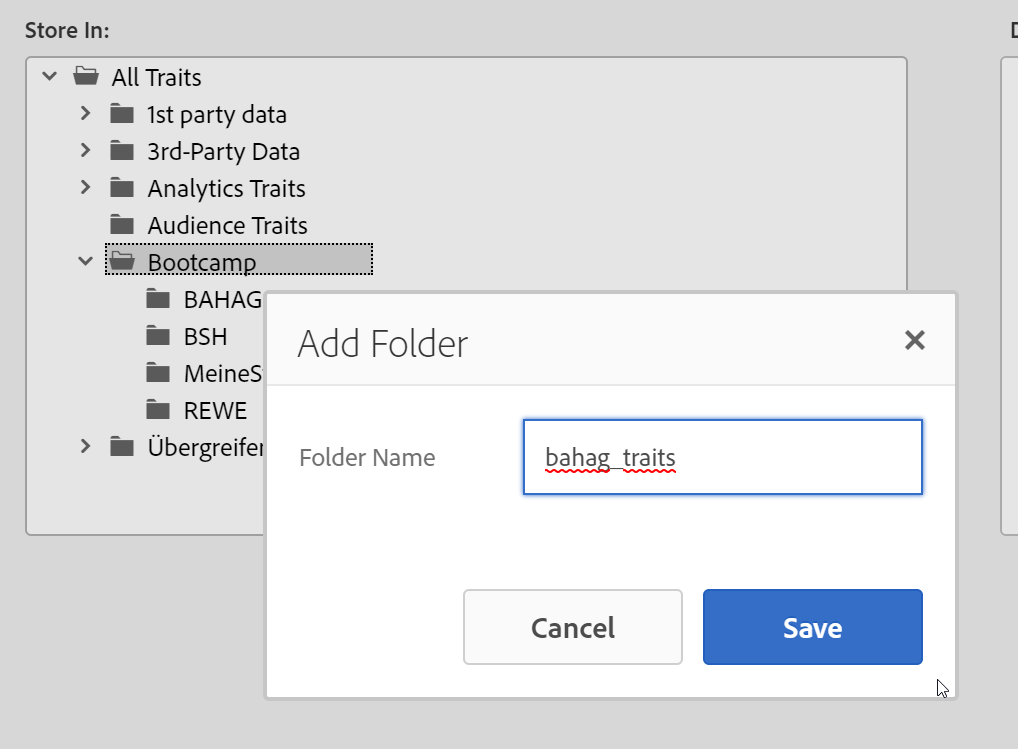 Store In:
All Traits
1st party data
3rd-Party Data
Analytics Traits
Audience Traits
Bootcamp
BAHAG
BSH
MeineS
REWE
Add Folder
Folder Name
bahag_traits
Cancel
Save